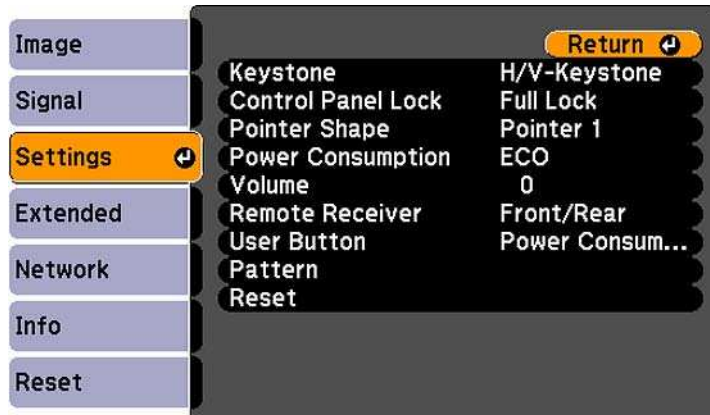 Image
Signal
Settings
Extended
Network
Info
Reset
Return
Keystone H/V-Keystone
Control Panel Lock Full Lock
Pointer Shape Pointer 1
Power Consumption ECO
Volume 0
Remote Receiver Front/Rear
User Button Power Consum...
Pattern
Reset